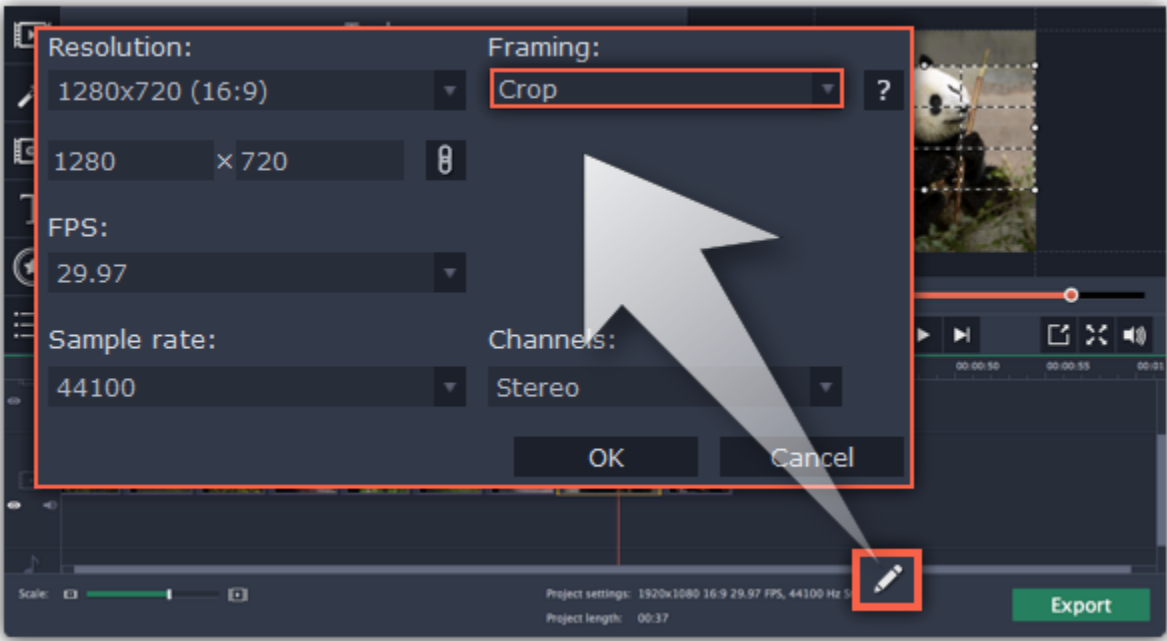 Resolution:
Framing:
1280x720 (16:9)
Crop
?
1280 × 720
FPS:
29.97
Sample rate:
Channels:
44100
Stereo
OK
Cancel
00:00:50 00:00:55 00:01
Scale:
Project settings: 1920x1080 16:9 29.97 FPS, 44100 Hz S
Project length: 00:37
Export